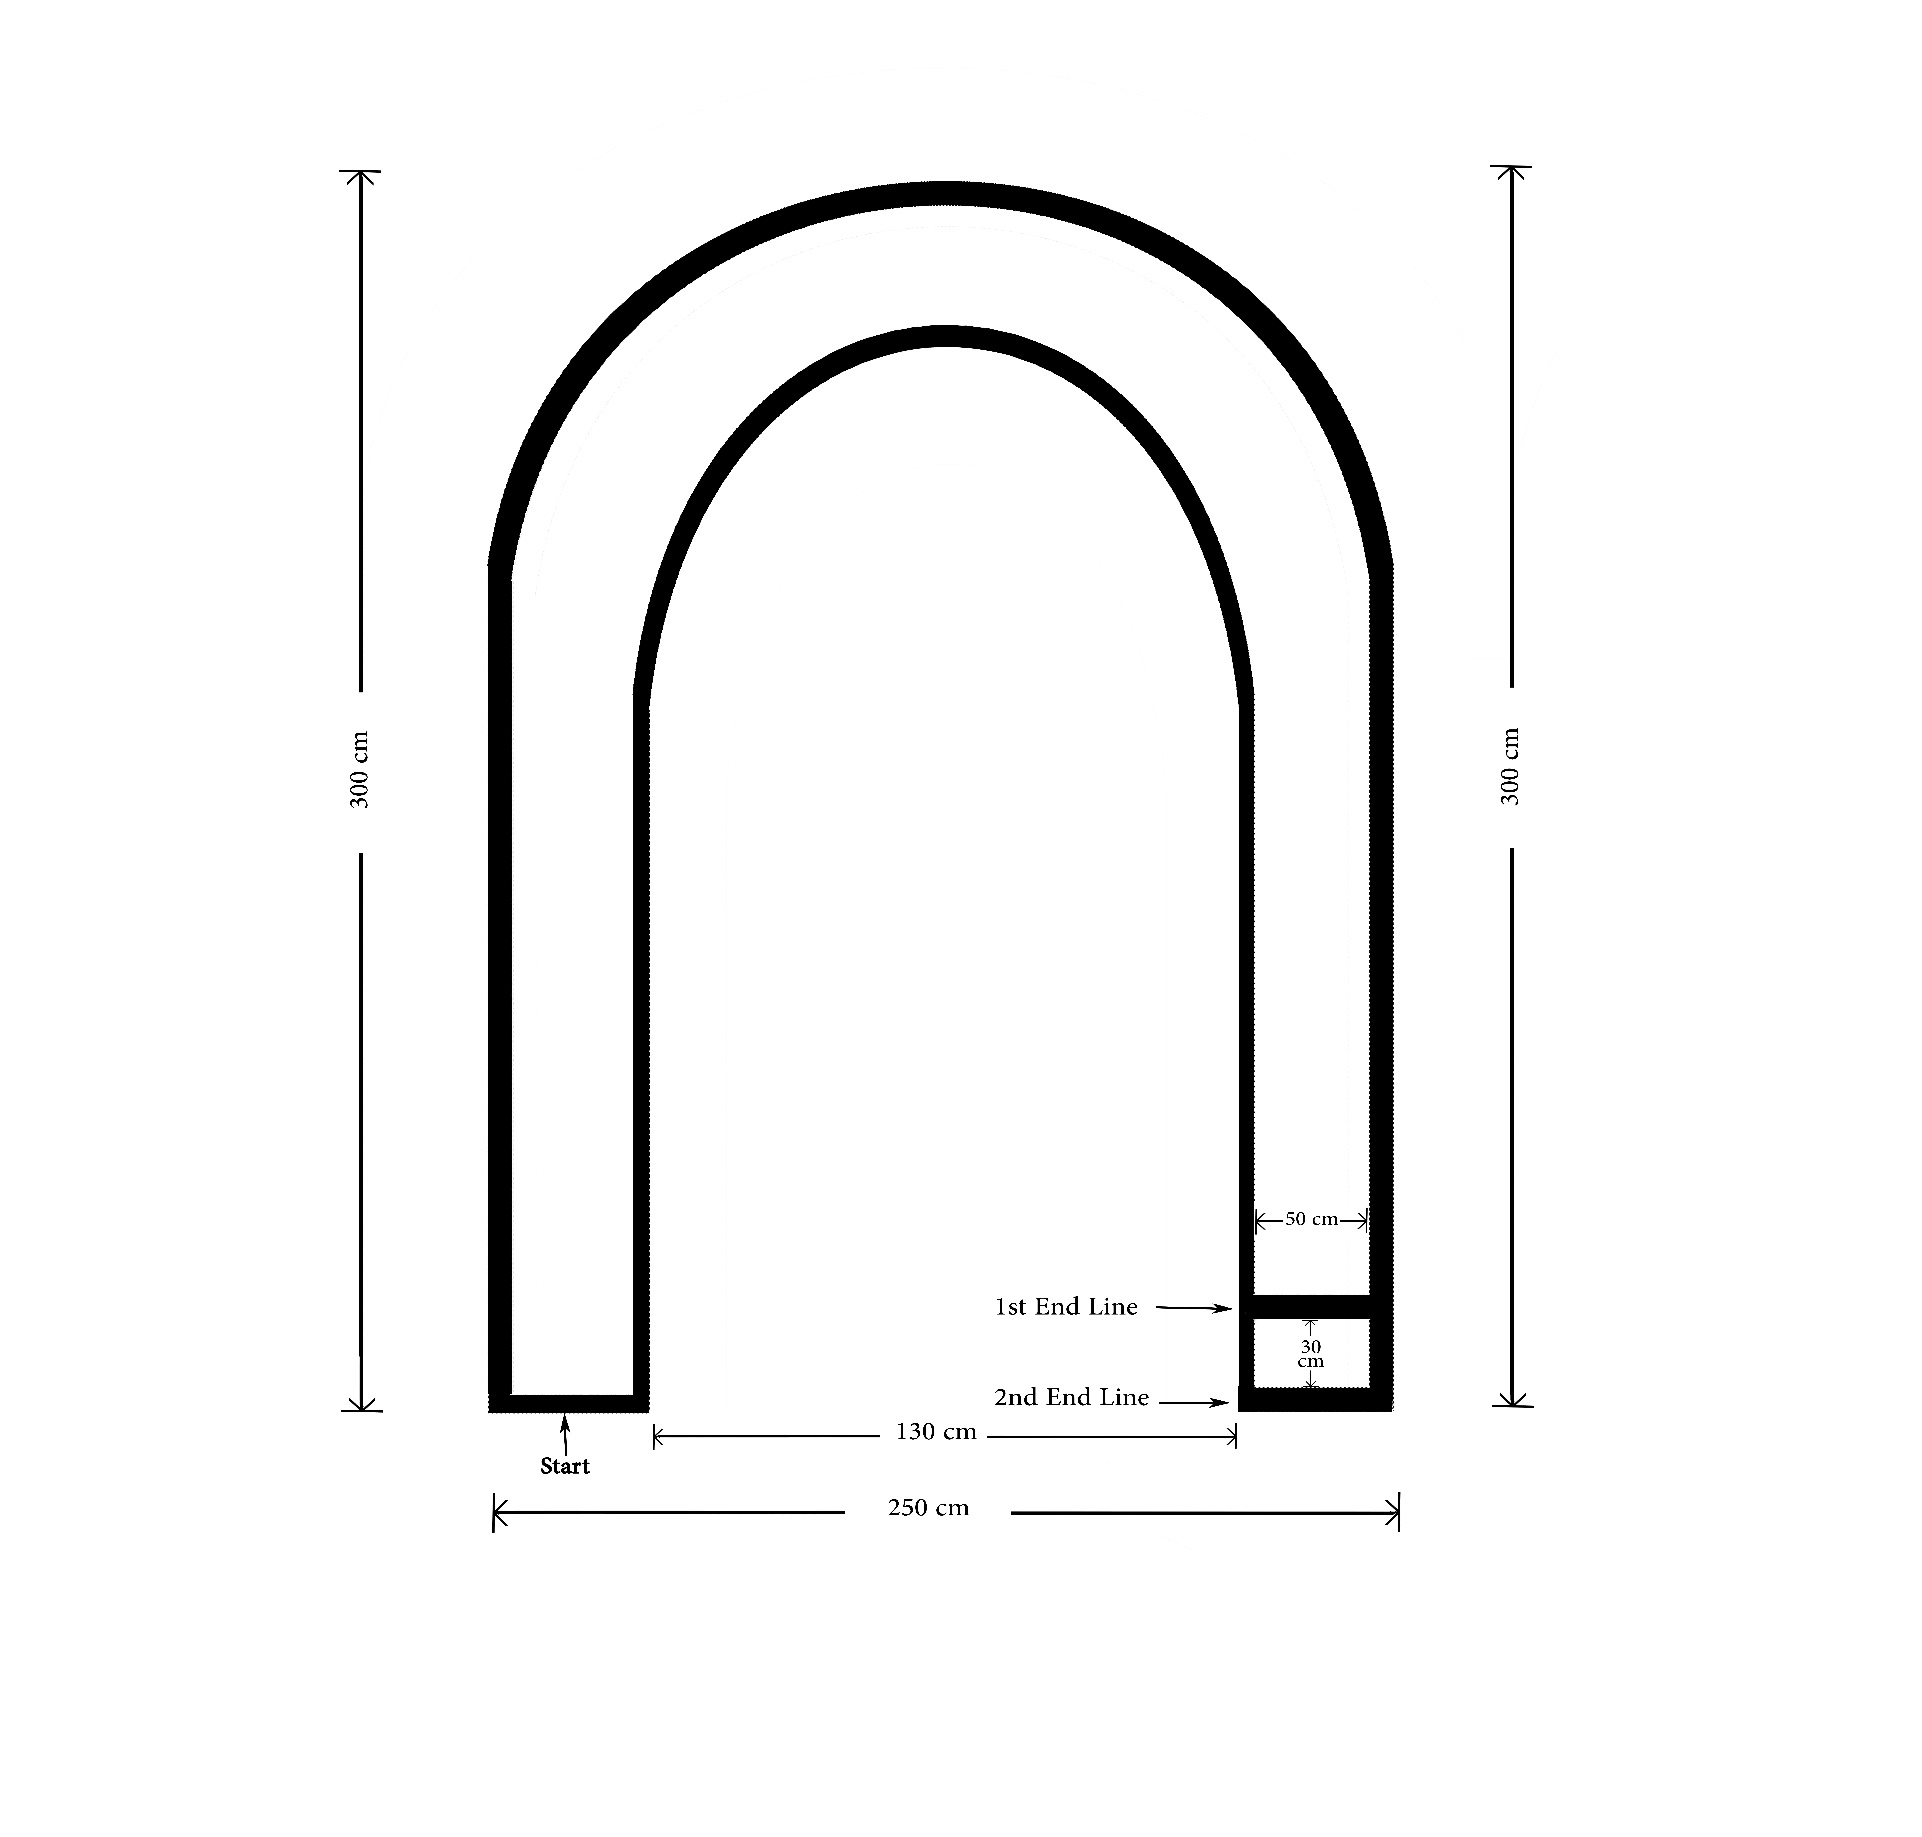 300 cm
300 cm
50 cm
1st End Line
30
cm
2nd End Line
130 cm
Start
250 cm